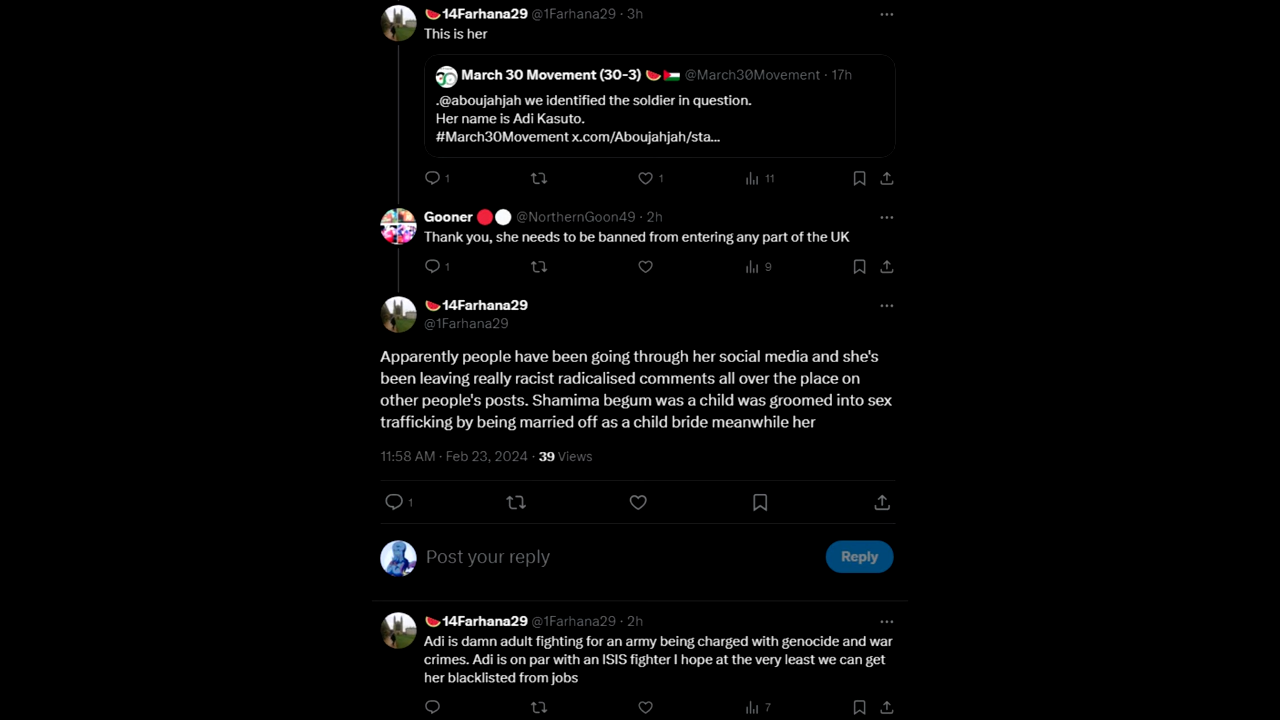 🍉14Farhana29 @1Farhana29 · 3h
This is her
March 30 Movement (30-3) 🍉🇵🇸 @March30Movement · 17h
.@aboujahjah we identified the soldier in question.
Her name is Adi Kasuto.
#March30Movement x.com/Aboujahjah/sta...
1 1 11
Gooner 🔴⚪ @NorthernGoon49 · 2h
Thank you, she needs to be banned from entering any part of the UK
1 9
🍉14Farhana29
@1Farhana29
Apparently people have been going through her social media and she's
been leaving really racist radicalised comments all over the place on
other people's posts. Shamima begum was a child was groomed into sex
trafficking by being married off as a child bride meanwhile her
11:58 AM · Feb 23, 2024 · 39 Views
1
Post your reply
Reply
🍉14Farhana29 @1Farhana29 · 2h
Adi is damn adult fighting for an army being charged with genocide and war
crimes. Adi is on par with an ISIS fighter I hope at the very least we can get
her blacklisted from jobs
7